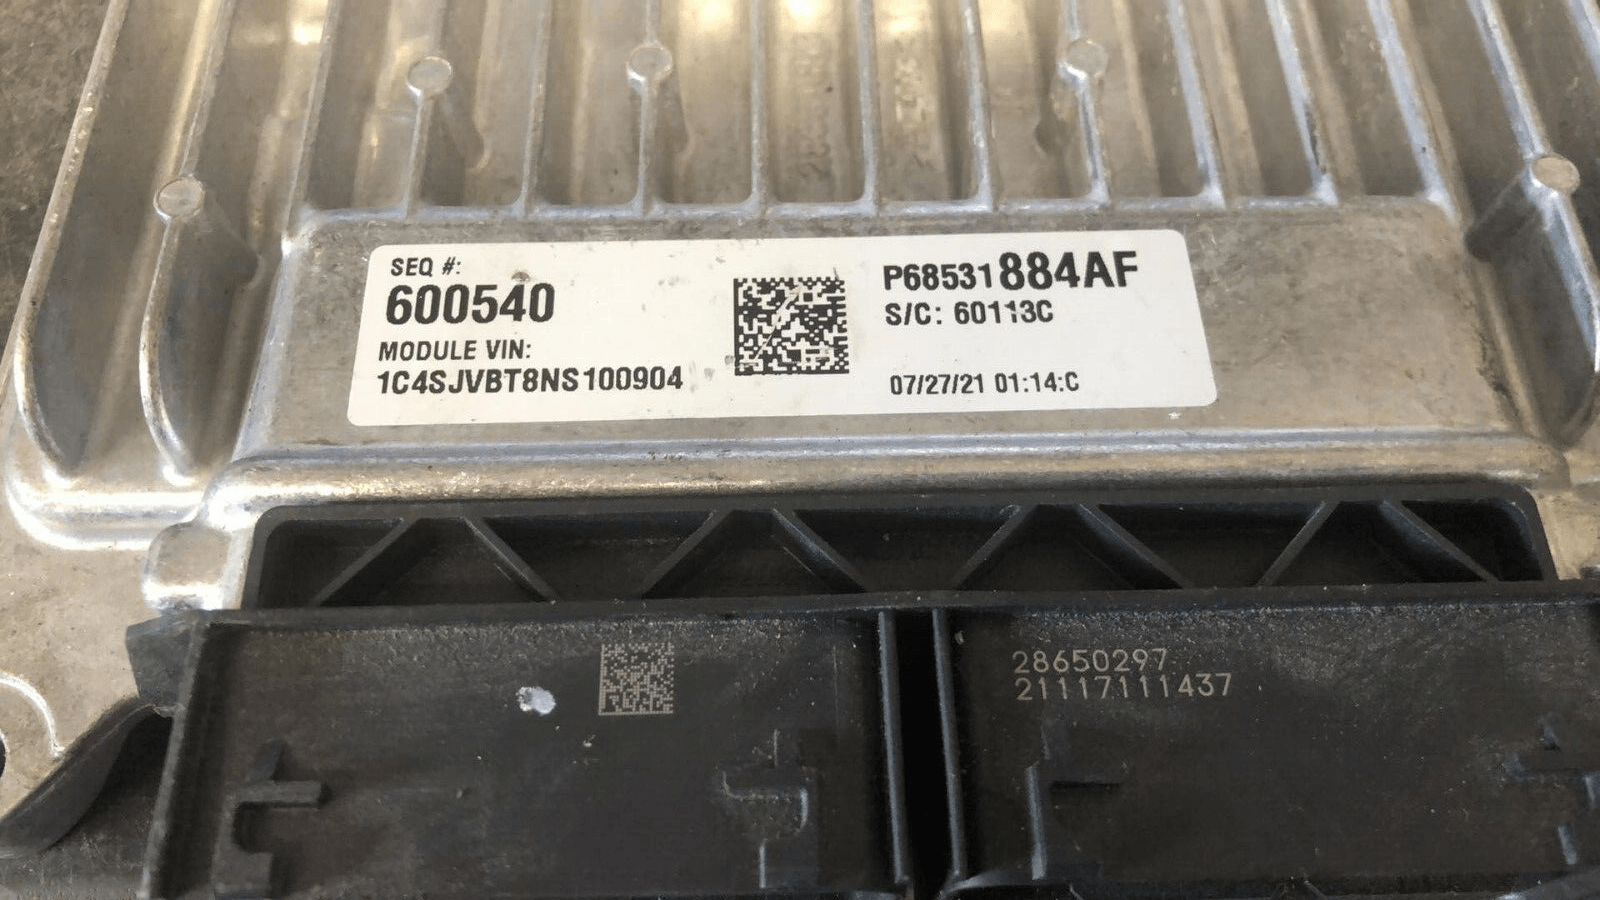 SEQ #:
600540
MODULE VIN:
1C4SJVBT8NS100904
P68531884AF
S/C: 60113C
07/27/21 01:14:C
28650297
21117111437